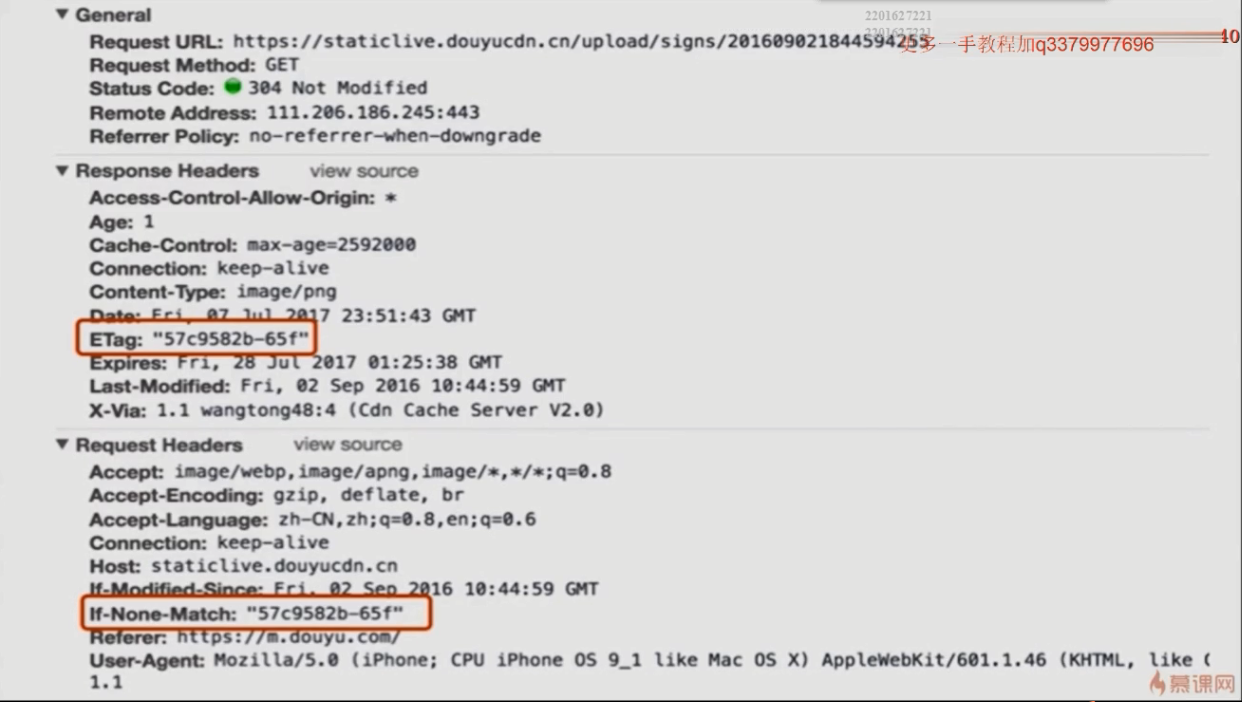 General
2201627221
2201627221
Request URL: https://staticlive.douyucdn.cn/upload/signs/201609021844594255
更多一手教程加q3379977696
40
Request Method: GET
Status Code: 304 Not Modified
Remote Address: 111.206.186.245:443
Referrer Policy: no-referrer-when-downgrade
Response Headers view source
Access-Control-Allow-Origin: *
Age: 1
Cache-Control: max-age=2592000
Connection: keep-alive
Content-Type: image/png
Date: Fri, 07 Jul 2017 23:51:43 GMT
ETag: "57c9582b-65f"
Expires: Fri, 28 Jul 2017 01:25:38 GMT
Last-Modified: Fri, 02 Sep 2016 10:44:59 GMT
X-Via: 1.1 wangtong48:4 (Cdn Cache Server V2.0)
Request Headers view source
Accept: image/webp,image/apng,image/*,*/*;q=0.8
Accept-Encoding: gzip, deflate, br
Accept-Language: zh-CN,zh;q=0.8,en;q=0.6
Connection: keep-alive
Host: staticlive.douyucdn.cn
If-Modified-Since: Fri, 02 Sep 2016 10:44:59 GMT
If-None-Match: "57c9582b-65f"
Referer: https://m.douyu.com/
User-Agent: Mozilla/5.0 (iPhone; CPU iPhone OS 9_1 like Mac OS X) AppleWebKit/601.1.46 (KHTML, like
1.1
慕课网